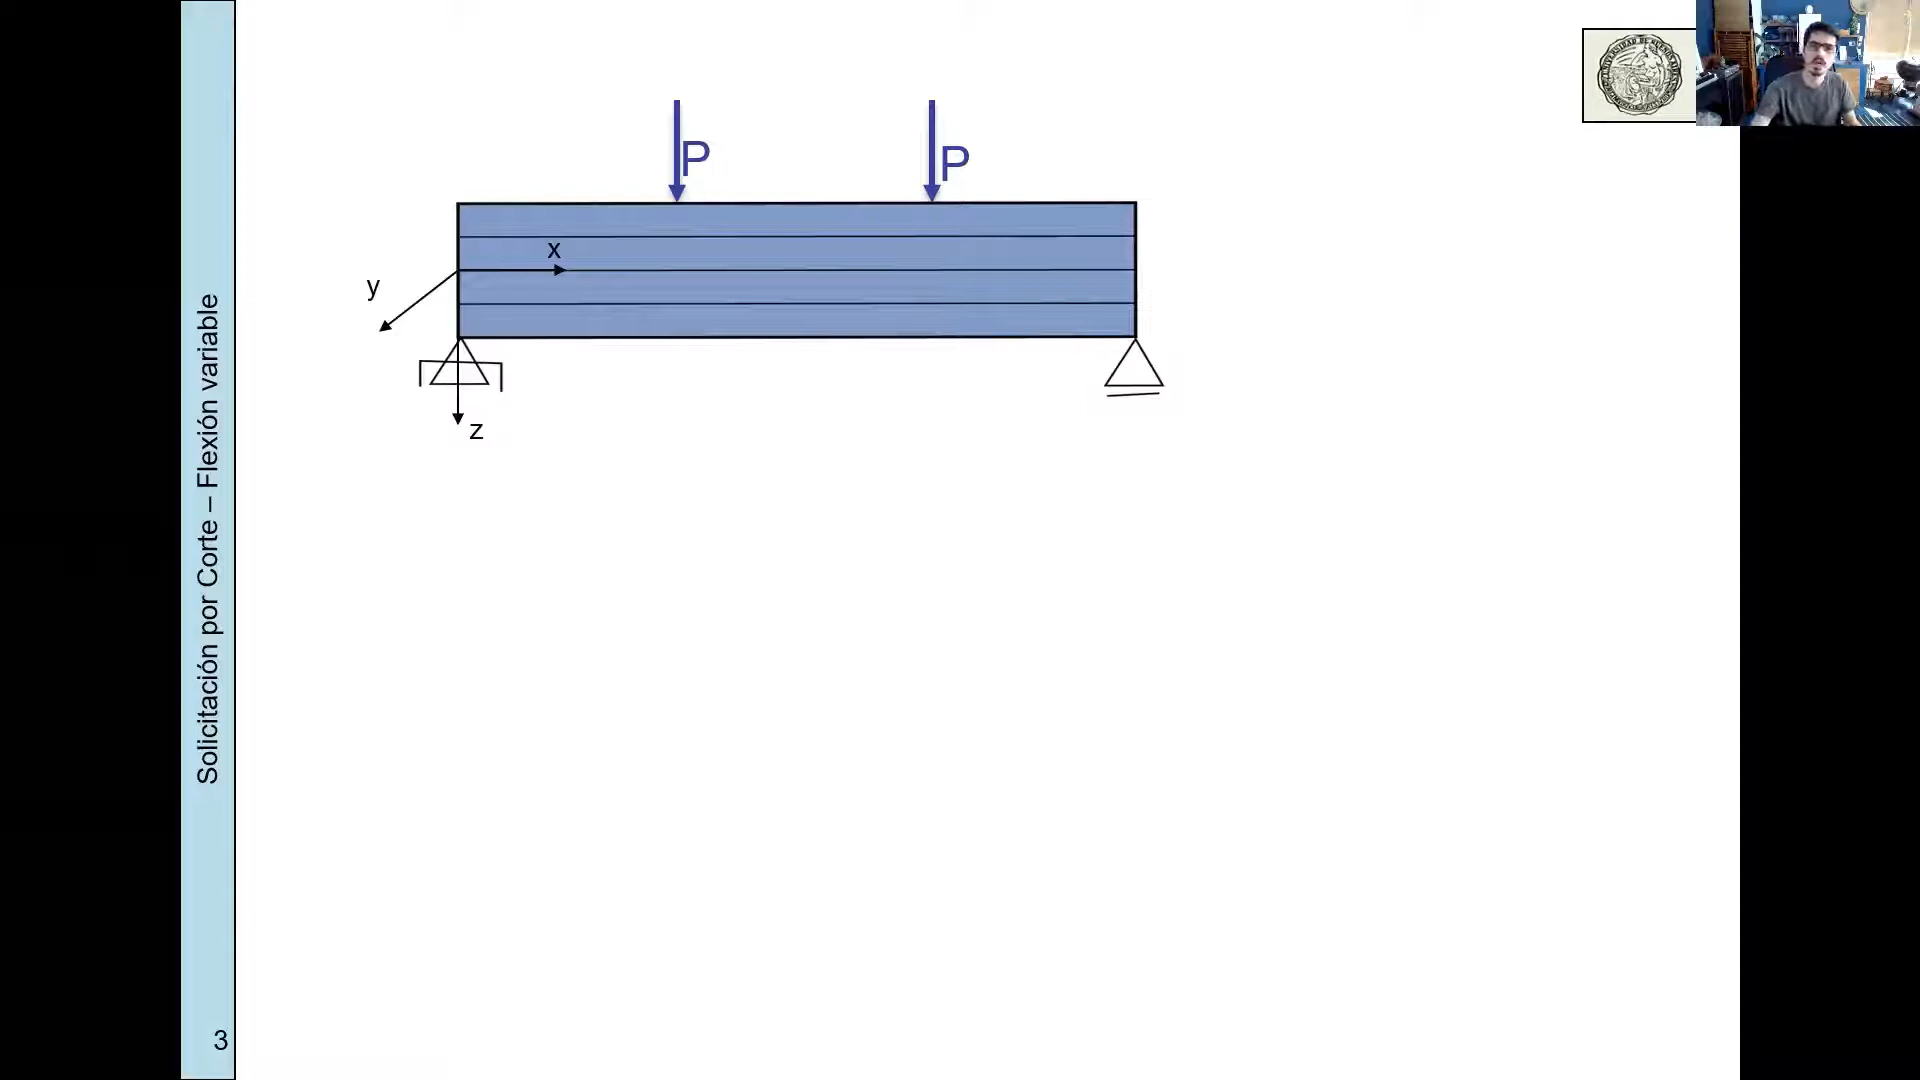 P
P
x
y
z
Solicitación por Corte – Flexión variable
3